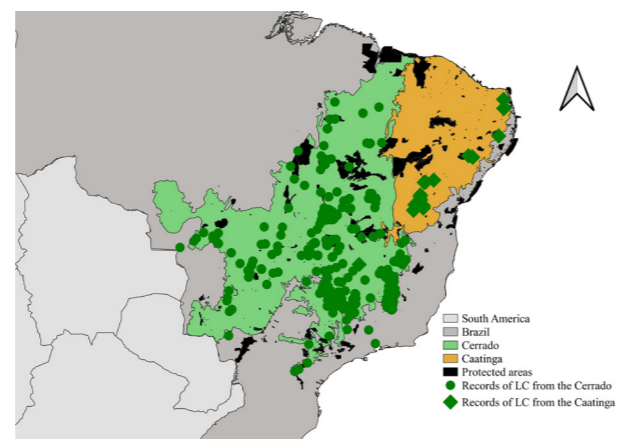 South America
Brazil
Cerrado
Caatinga
Protected areas
Records of LC from the Cerrado
Records of LC from the Caatinga